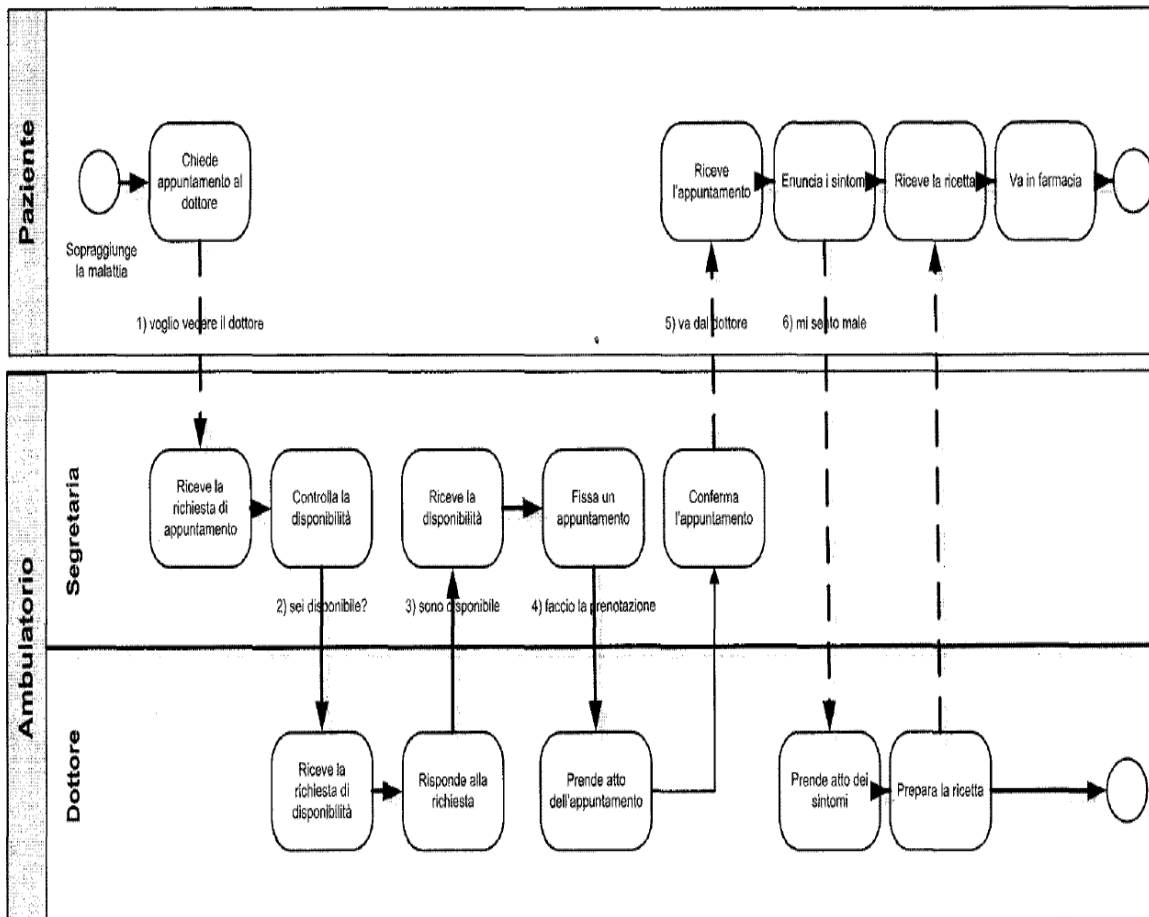 Paziente
Chiede
appuntamento al
dottore
Sopraggiunge
la malattia
1) voglio vedere il dottore
Riceve
l'appuntamento
Enuncia i sintomi
Riceve la ricetta
Va in farmacia
5) va dal dottore
6) mi sento male
Ambulatorio
Segretaria
Riceve la
richiesta di
appuntamento
Controlla la
disponibilità
Riceve la
disponibilità
Fissa un
appuntamento
Conferma
l'appuntamento
2) sei disponibile?
3) sono disponibile
4) faccio la prenotazione
Dottore
Riceve la
richiesta di
disponibilità
Risponde alla
richiesta
Prende atto
dell'appuntamento
Prende atto dei
sintomi
Prepara la ricetta